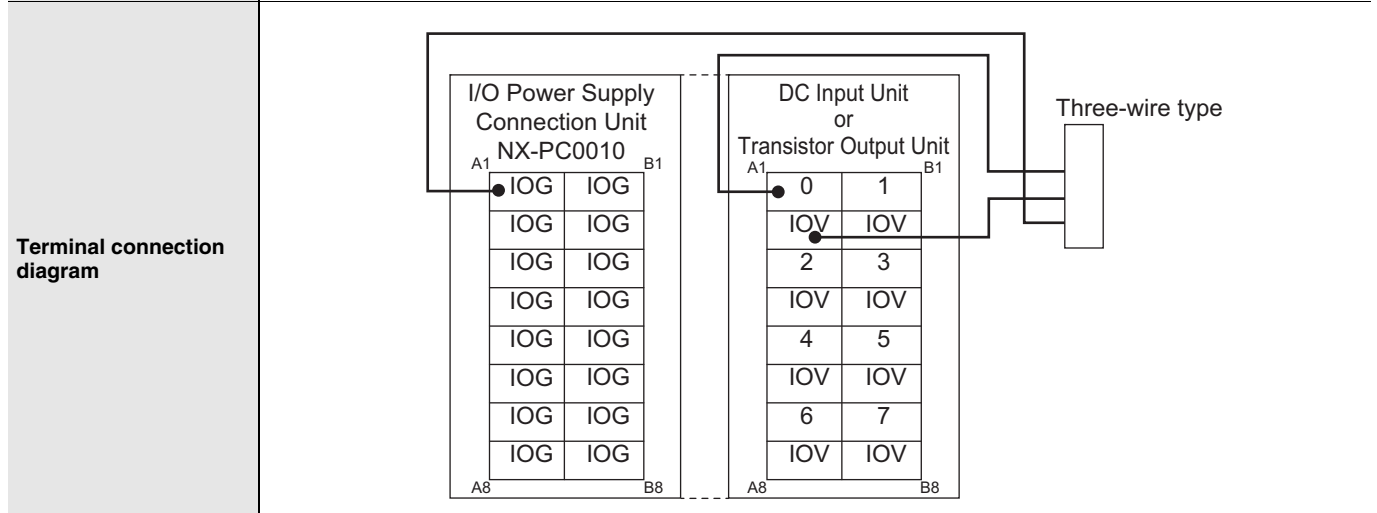 Terminal connection
diagram
I/O Power Supply
Connection Unit
NX-PC0010
A1 B1
IOG IOG
IOG IOG
IOG IOG
IOG IOG
IOG IOG
IOG IOG
IOG IOG
IOG IOG
A8 B8
DC Input Unit
or
Transistor Output Unit
A1 B1
0 1
IOV IOV
2 3
IOV IOV
4 5
IOV IOV
6 7
IOV IOV
A8 B8
Three-wire type